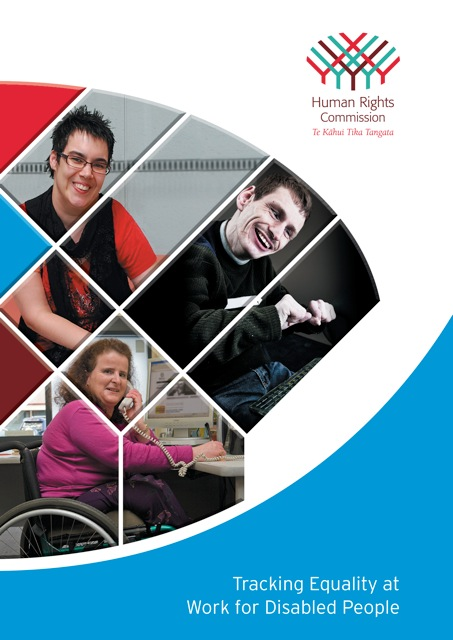 Human Rights
Commission
Te Kāhui Tika Tangata
Tracking Equality at
Work for Disabled People